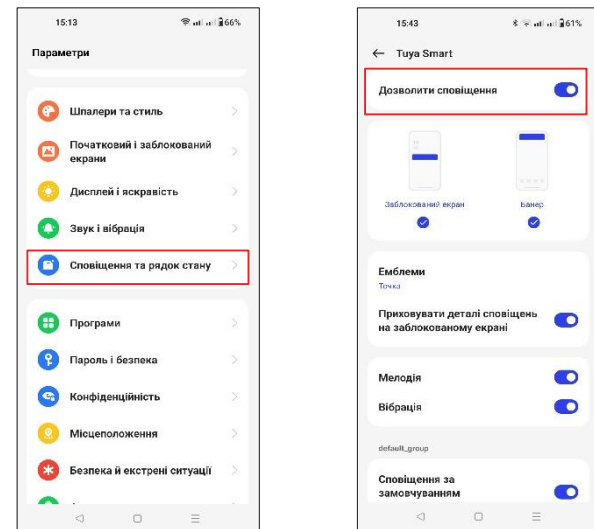 15:13
66%
Параметри
Шпалери та стиль
Початковий і заблокований
екрани
Дисплей і яскравість
Звук і вібрація
Сповіщення та рядок стану
Програми
Пароль і безпека
Конфіденційність
Місцеположення
Безпека й екстрені ситуації
15:43
61%
Tuya Smart
Дозволити сповіщення
Заблокований екран
Банер
Емблеми
Точка
Приховувати деталі сповіщень
на заблокованому екрані
Мелодія
Вібрація
default_group
Сповіщення за
замовчуванням